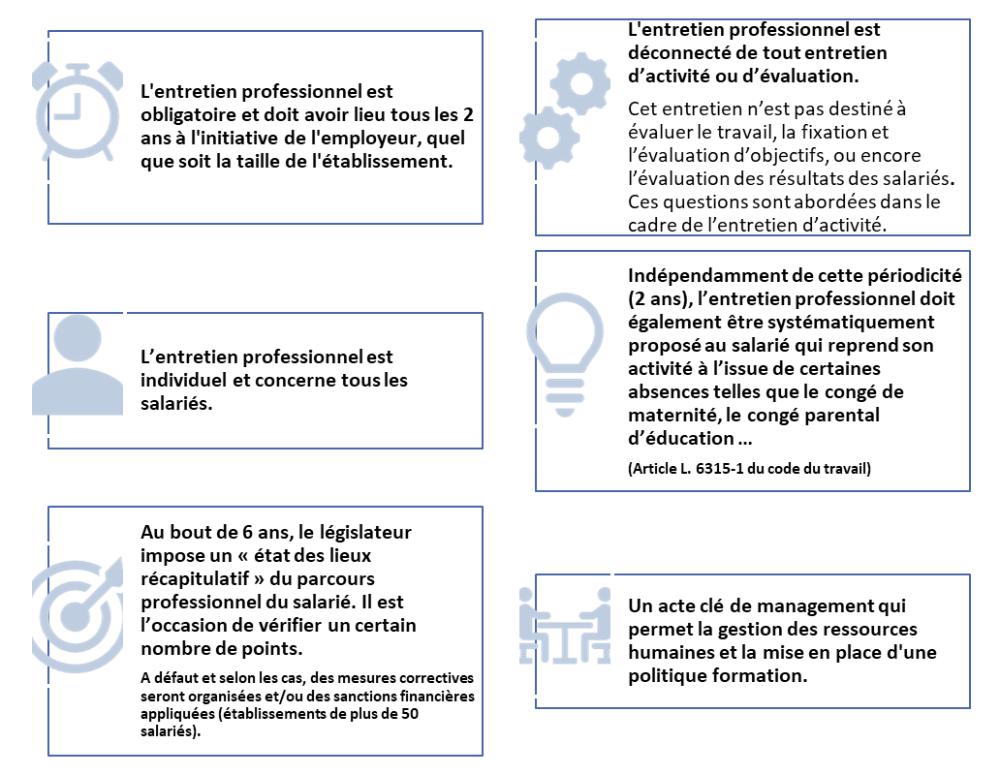 L'entretien professionnel est
obligatoire et doit avoir lieu tous les 2
ans à l'initiative de l'employeur, quel
que soit la taille de l'établissement.
L'entretien professionnel est
déconnecté de tout entretien
d’activité ou d’évaluation.
Cet entretien n’est pas destiné à
évaluer le travail, la fixation et
l’évaluation d’objectifs, ou encore
l’évaluation des résultats des salariés.
Ces questions sont abordées dans le
cadre de l’entretien d’activité.
L’entretien professionnel est
individuel et concerne tous les
salariés.
Indépendamment de cette périodicité
(2 ans), l’entretien professionnel doit
également être systématiquement
proposé au salarié qui reprend son
activité à l’issue de certaines
absences telles que le congé de
maternité, le congé parental
d’éducation ...
(Article L. 6315-1 du code du travail)
Au bout de 6 ans, le législateur
impose un « état des lieux
récapitulatif » du parcours
professionnel du salarié. Il est
l’occasion de vérifier un certain
nombre de points.
A défaut et selon les cas, des mesures correctives
seront organisées et/ou des sanctions financières
appliquées (établissements de plus de 50
salariés).
Un acte clé de management qui
permet la gestion des ressources
humaines et la mise en place d'une
politique formation.